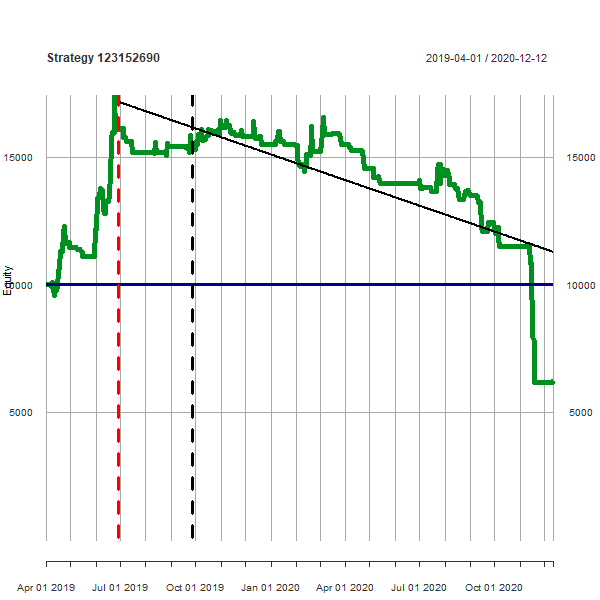 Strategy 123152690
2019-04-01 / 2020-12-12
15000
15000
Equity
10000
10000
5000
5000
Apr 01 2019
Jul 01 2019
Oct 01 2019
Jan 01 2020
Apr 01 2020
Jul 01 2020
Oct 01 2020